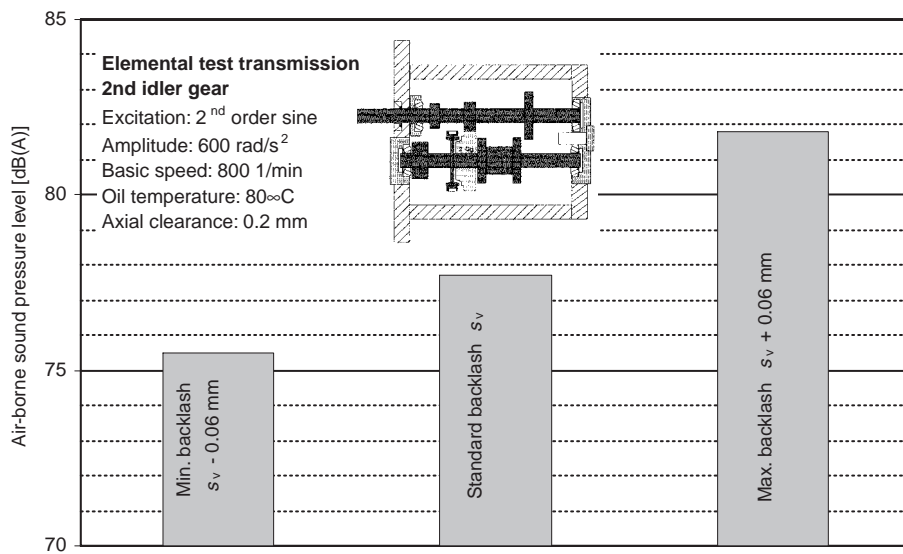 85
80
75
70
Air-borne sound pressure level [dB(A)]
Elemental test transmission
2nd idler gear
Excitation: 2 nd order sine
Amplitude: 600 rad/s2
Basic speed: 800 1/min
Oil temperature: 80∞C
Axial clearance: 0.2 mm
Min. backlash
sv - 0.06 mm
Standard backlash sv
Max. backlash sv + 0.06 mm